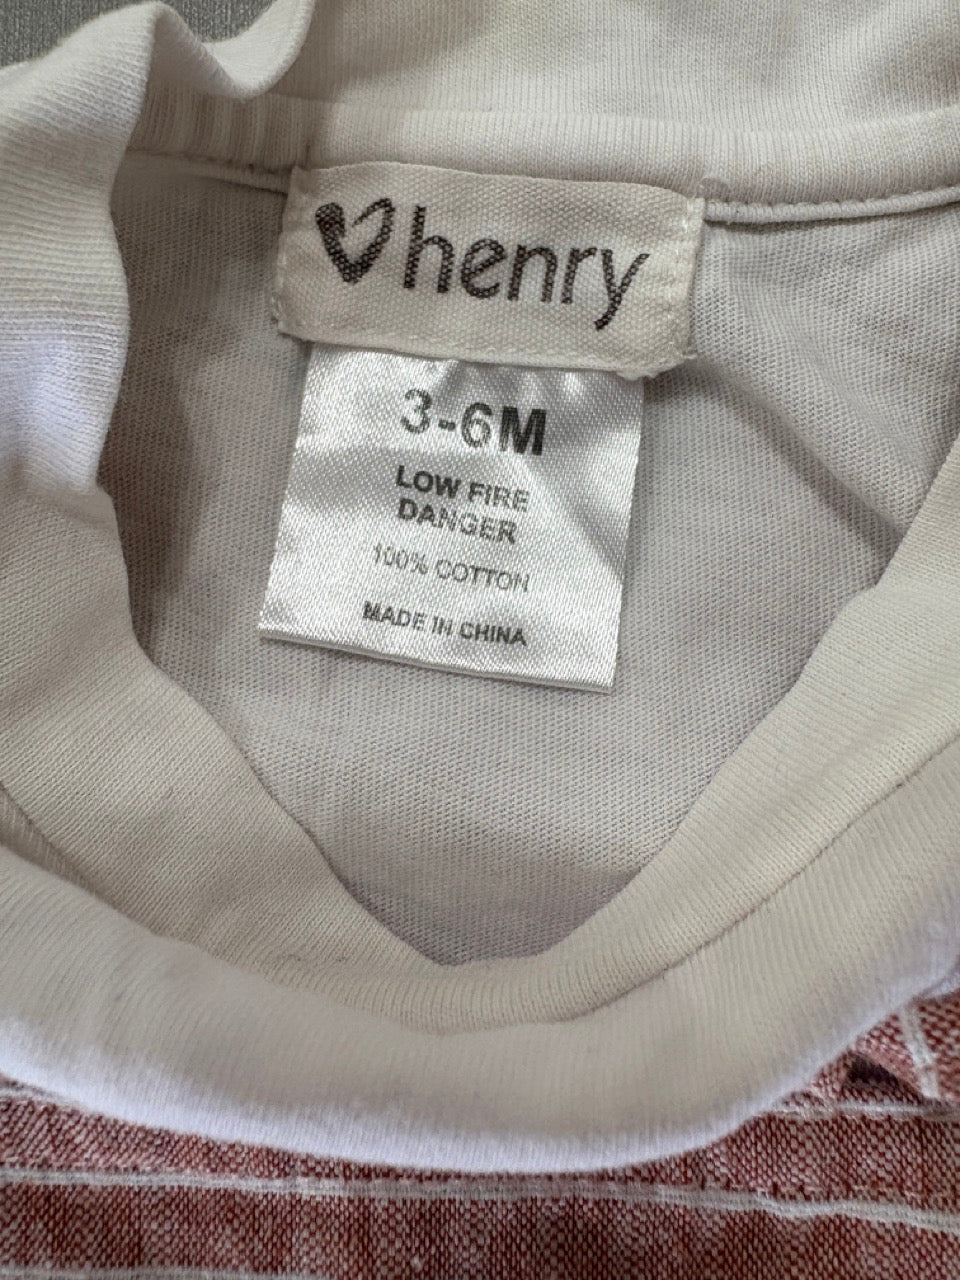 henry
3-6M
LOW FIRE
DANGER
100% COTTON
MADE IN CHINA